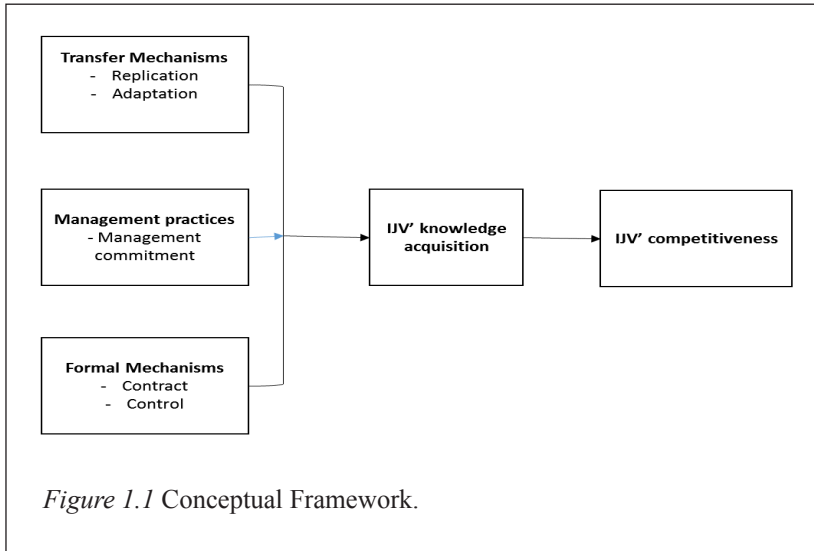 Transfer Mechanisms
- Replication
- Adaptation
Management practices
- Management
commitment
Formal Mechanisms
- Contract
- Control
IJV' knowledge
acquisition
IJV' competitiveness
Figure 1.1 Conceptual Framework.